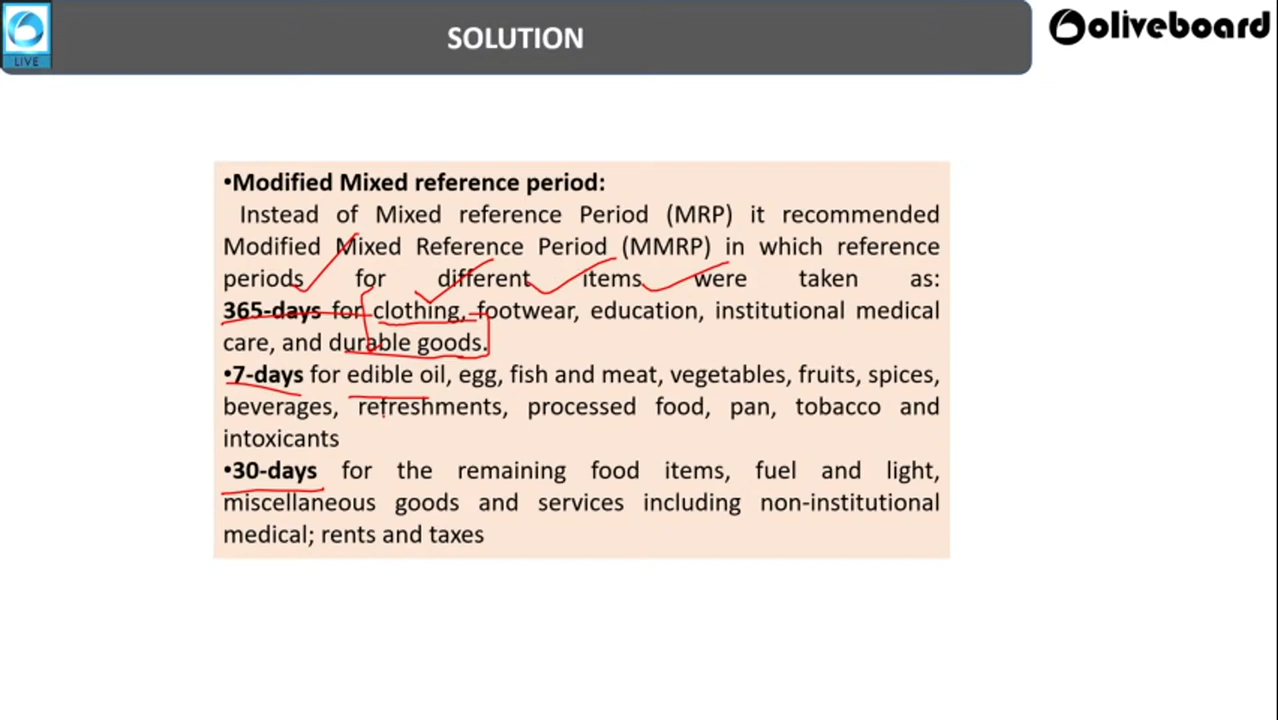 SOLUTION
oliveboard
LIVE
•Modified Mixed reference period:
Instead of Mixed reference Period (MRP) it recommended
Modified Mixed Reference Period (MMRP) in which reference
periods for different items were taken as:
365-days for clothing, footwear, education, institutional medical
care, and durable goods.
•7-days for edible oil, egg, fish and meat, vegetables, fruits, spices,
beverages, refreshments, processed food, pan, tobacco and
intoxicants
•30-days for the remaining food items, fuel and light,
miscellaneous goods and services including non-institutional
medical; rents and taxes